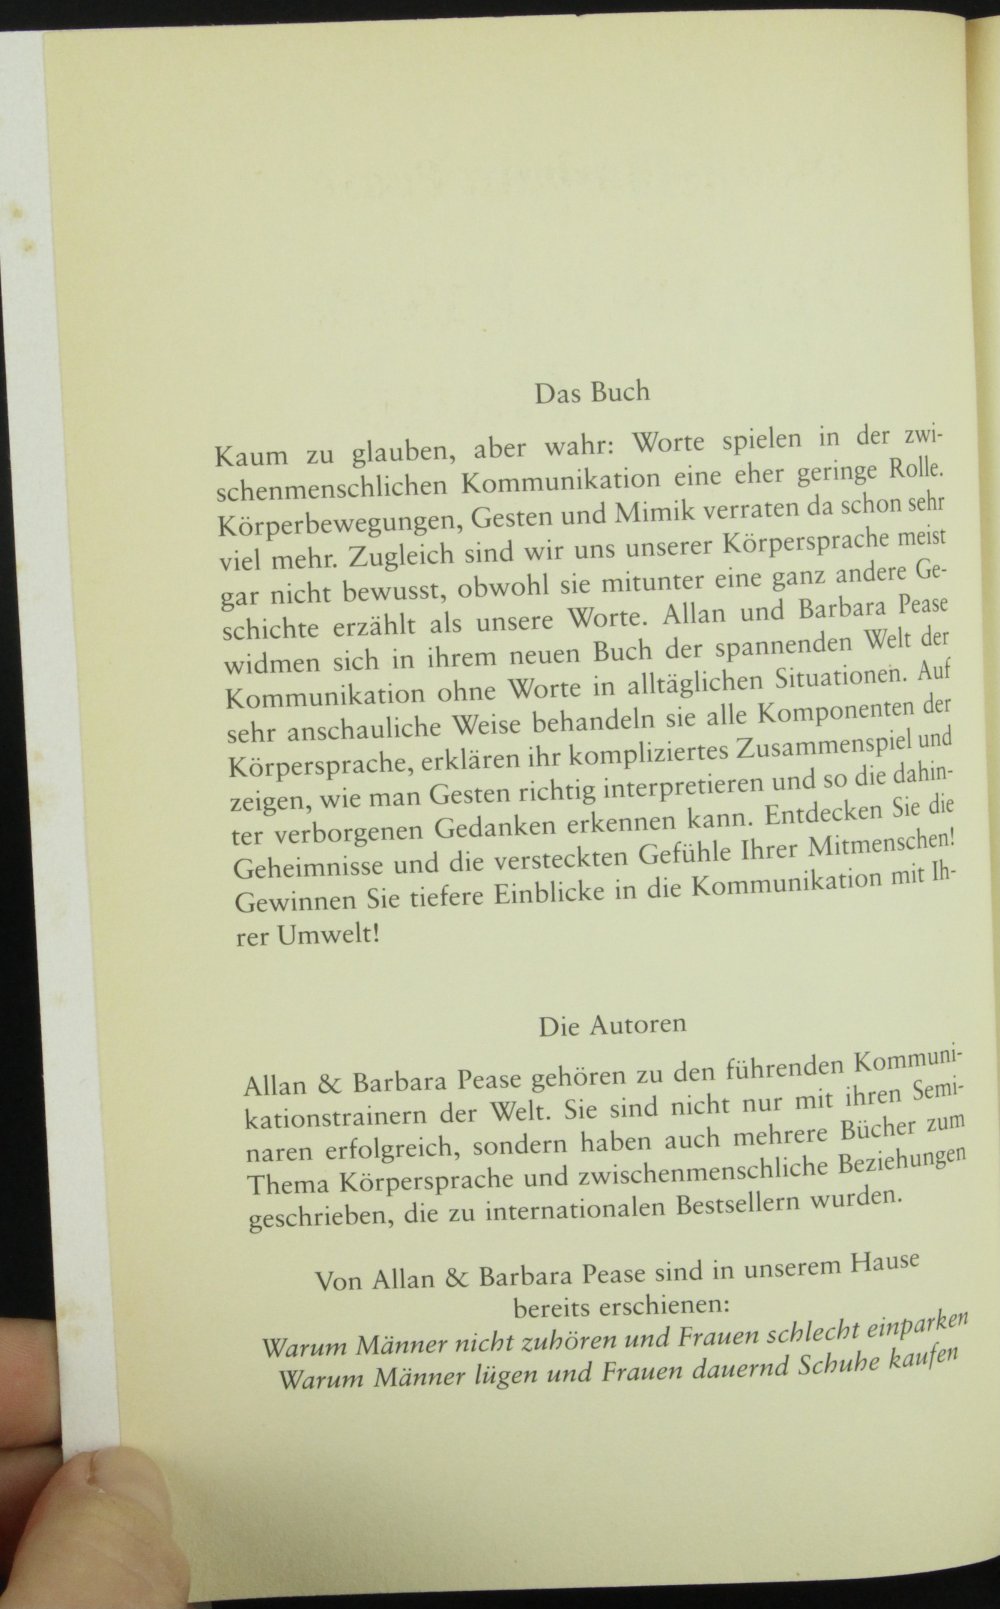 Das Buch
Kaum zu glauben, aber wahr: Worte spielen in der zwi-
schenmenschlichen Kommunikation eine eher geringe Rolle.
Körperbewegungen, Gesten und Mimik verraten da schon sehr
viel mehr. Zugleich sind wir uns unserer Körpersprache meist
gar nicht bewusst, obwohl sie mitunter eine ganz andere Ge-
schichte erzählt als unsere Worte. Allan und Barbara Pease
widmen sich in ihrem neuen Buch der spannenden Welt der
Kommunikation ohne Worte in alltäglichen Situationen. Auf
sehr anschauliche Weise behandeln sie alle Komponenten der
Körpersprache, erklären ihr kompliziertes Zusammenspiel und
zeigen, wie man Gesten richtig interpretieren und so die dahin-
ter verborgenen Gedanken erkennen kann. Entdecken Sie die
Geheimnisse und die versteckten Gefühle Ihrer Mitmenschen!
Gewinnen Sie tiefere Einblicke in die Kommunikation mit Ih-
rer Umwelt!
Die Autoren
Allan & Barbara Pease gehören zu den führenden Kommuni-
kationstrainern der Welt. Sie sind nicht nur mit ihren Semi-
naren erfolgreich, sondern haben auch mehrere Bücher zum
Thema Körpersprache und zwischenmenschliche Beziehungen
geschrieben, die zu internationalen Bestsellern wurden.
Von Allan & Barbara Pease sind in unserem Hause
bereits erschienen:
Warum Männer nicht zuhören und Frauen schlecht einparken
Warum Männer lügen und Frauen dauernd Schuhe kaufen